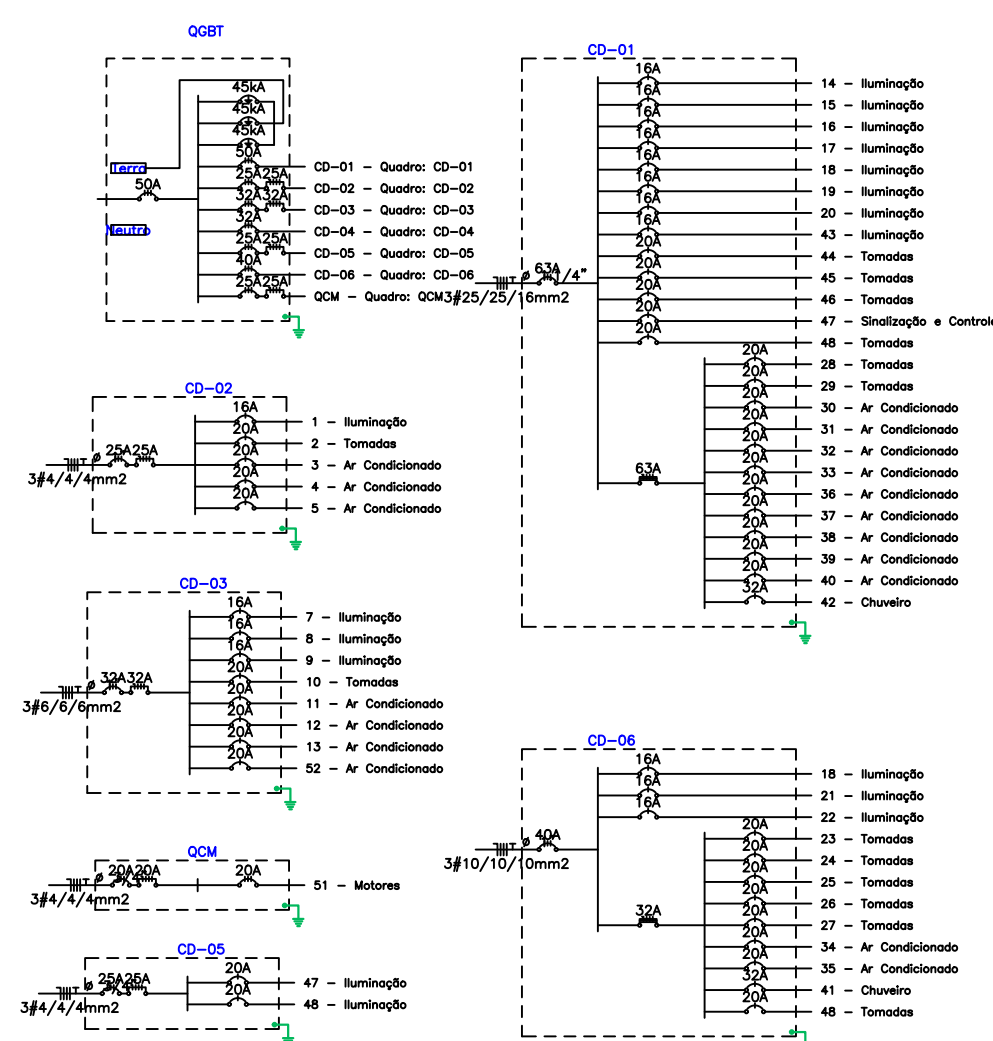 QGBT
45kA
45kA
45kA
Terra
50A
Neutro
50A CD-01 - Quadro: CD-01
25A 25A CD-02 - Quadro: CD-02
32A 32A CD-03 - Quadro: CD-03
32A CD-04 - Quadro: CD-04
25A 25A CD-05 - Quadro: CD-05
40A CD-06 - Quadro: CD-06
25A 25A QCM - Quadro: QCM
CD-02
3#4/4/4mm2
ø 25A 25A
16A 1 - Iluminação
20A 2 - Tomadas
20A 3 - Ar Condicionado
20A 4 - Ar Condicionado
20A 5 - Ar Condicionado
CD-03
3#6/6/6mm2
ø 32A 32A
16A 7 - Iluminação
16A 8 - Iluminação
16A 9 - Iluminação
20A 10 - Tomadas
20A 11 - Ar Condicionado
20A 12 - Ar Condicionado
20A 13 - Ar Condicionado
20A 52 - Ar Condicionado
QCM
3#4/4/4mm2
ø 20A 20A
20A 51 - Motores
CD-05
3#4/4/4mm2
ø 25A 25A
20A 47 - Iluminação
20A 48 - Iluminação
CD-01
3#25/25/16mm2
ø 63A 1/4"
16A 14 - Iluminação
16A 15 - Iluminação
16A 16 - Iluminação
16A 17 - Iluminação
16A 18 - Iluminação
16A 19 - Iluminação
16A 20 - Iluminação
16A 43 - Iluminação
20A 44 - Tomadas
20A 45 - Tomadas
20A 46 - Tomadas
20A 47 - Sinalização e Controle
20A 48 - Tomadas
63A
20A 28 - Tomadas
20A 29 - Tomadas
20A 30 - Ar Condicionado
20A 31 - Ar Condicionado
20A 32 - Ar Condicionado
20A 33 - Ar Condicionado
20A 36 - Ar Condicionado
20A 37 - Ar Condicionado
20A 38 - Ar Condicionado
20A 39 - Ar Condicionado
20A 40 - Ar Condicionado
32A 42 - Chuveiro
CD-06
3#10/10/10mm2
ø 40A
16A 18 - Iluminação
16A 21 - Iluminação
16A 22 - Iluminação
32A
20A 23 - Tomadas
20A 24 - Tomadas
20A 25 - Tomadas
20A 26 - Tomadas
20A 27 - Tomadas
20A 34 - Ar Condicionado
20A 35 - Ar Condicionado
32A 41 - Chuveiro
20A 48 - Tomadas